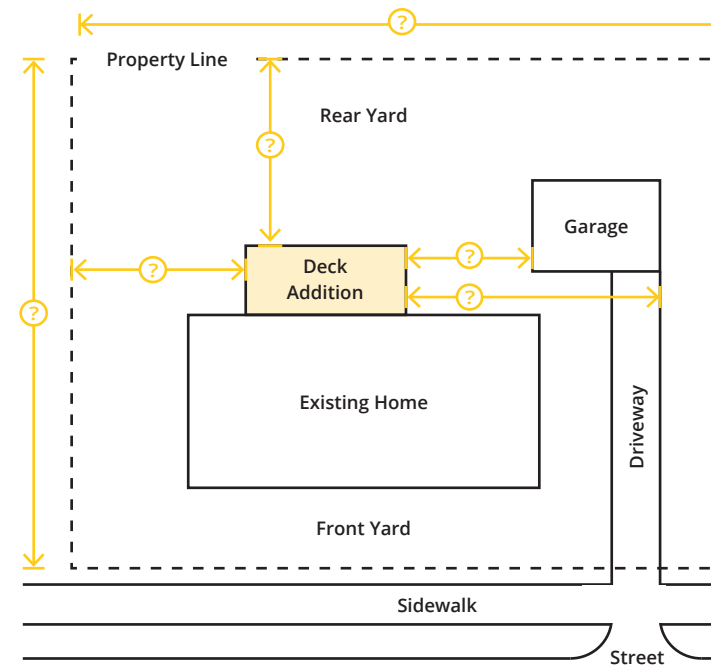 ?
Property Line
Rear Yard
?
Garage
?
Deck
Addition
?
?
?
Existing Home
Driveway
Front Yard
Sidewalk
Street